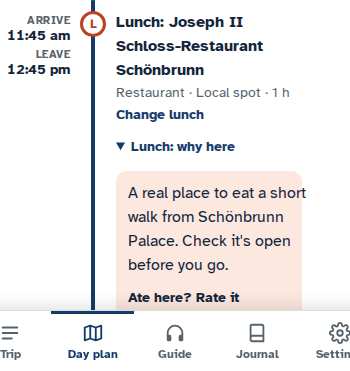 ARRIVE
11:45 am
LEAVE
12:45 pm
L
Lunch: Joseph II
Schloss-Restaurant
Schönbrunn
Restaurant · Local spot · 1 h
Change lunch
▼ Lunch: why here
A real place to eat a short
walk from Schönbrunn
Palace. Check it's open
before you go.
Ate here? Rate it
Trip
Day plan
Guide
Journal
Settin